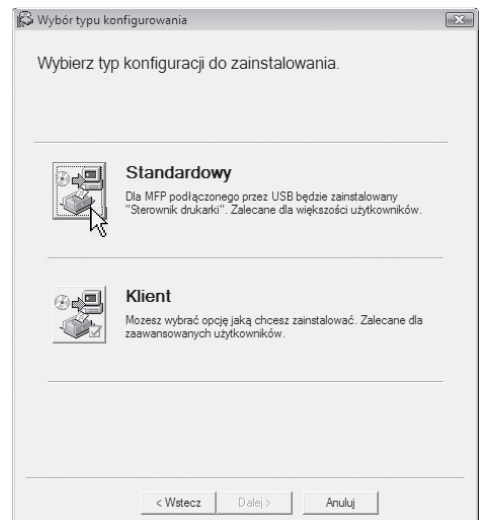 Wybór typu konfigurowania
Wybierz typ konfiguracji do zainstalowania.
Standardowy
Dla MFP podłączonego przez USB będzie zainstalowany
"Sterownik drukarki". Zalecane dla większości użytkowników.
Klient
Mozesz wybrać opcję jaką chcesz zainstalować. Zalecane dla
zaawansowanych użytkowników.
< Wstecz
Dalej >
Anuluj